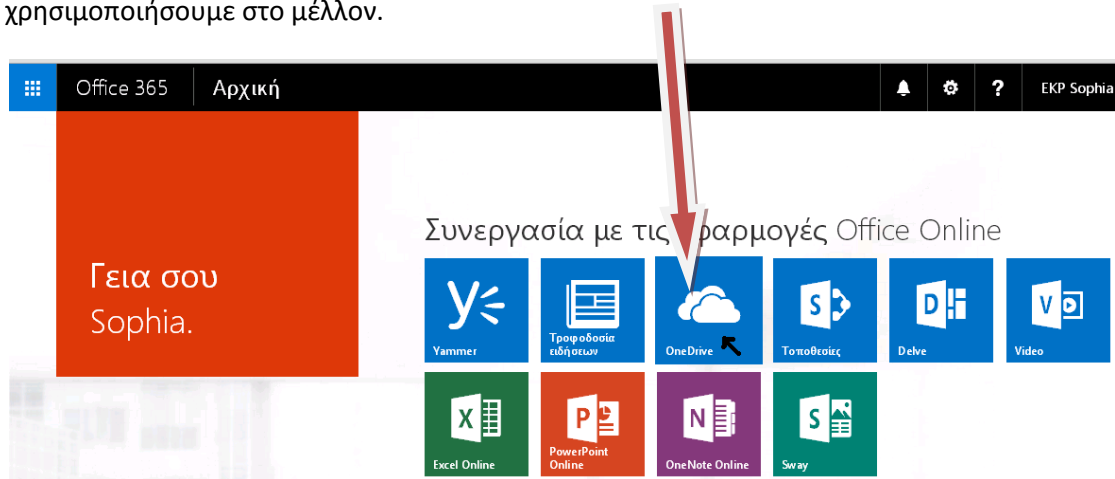 χρησιμοποιήσουμε στο μέλλον.
Office 365 Αρχική ? EKP Sophia
Συνεργασία με τις εφαρμογές Office Online
Γεια σου
Sophia.
Yammer
Τροφοδοσία
ειδήσεων
OneDrive
Τοποθεσίες
Delve
Video
Excel Online
PowerPoint
Online
OneNote Online
Sway